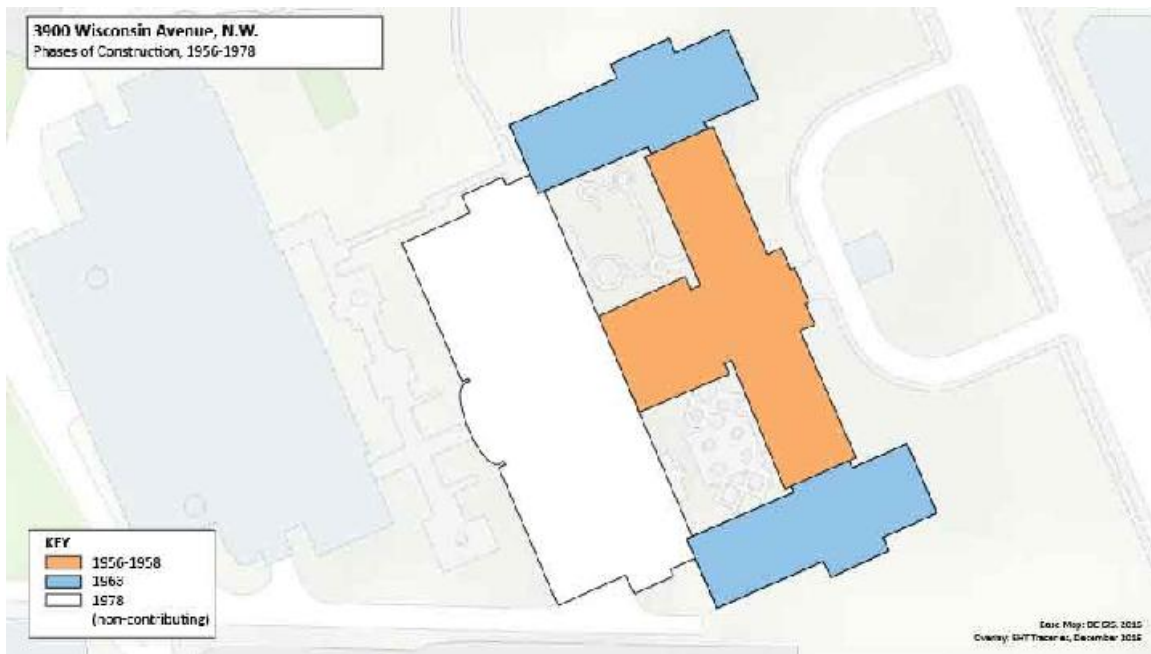 3900 Wisconsin Avenue, N.W.
Phases of Construction, 1956-1978
KEY
1956-1958
1963
1978
(non-contributing)
Base Map: DC GIS, 2015
Overlay: EHT Traceries, December 2015